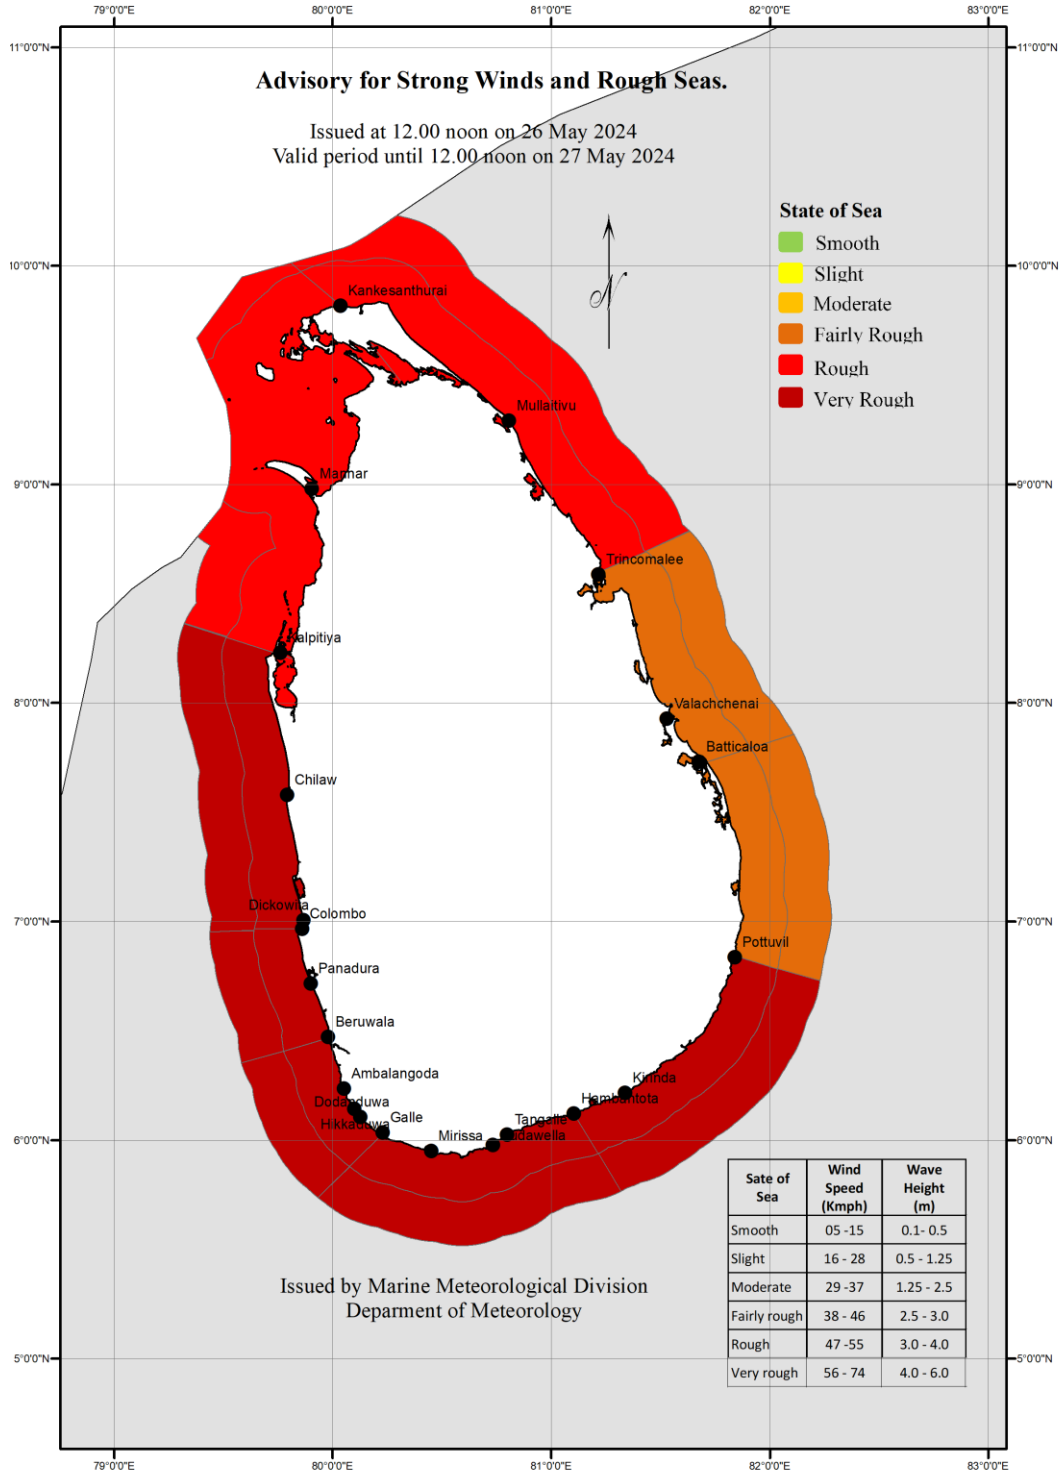 79°0'0"E 80°0'0"E 81°0'0"E 82°0'0"E 83°0'0"E
11°0'0"N 11°0'0"N
Advisory for Strong Winds and Rough Seas.
Issued at 12.00 noon on 26 May 2024
Valid period until 12.00 noon on 27 May 2024
State of Sea
Smooth
Slight
Moderate
Fairly Rough
Rough
Very Rough
N
10°0'0"N 10°0'0"N
Kankesanthurai
Mullaitivu
Mannar
9°0'0"N 9°0'0"N
Trincomalee
Kalpitiya
8°0'0"N 8°0'0"N
Valachchenai
Batticaloa
Chilaw
Dickowita
Colombo
7°0'0"N 7°0'0"N
Pottuvil
Panadura
Beruwala
Ambalangoda
Kirinda
Dodanduwa
Hambantota
Hikkaduwa
Galle
Tangalle
Mirissa
6°0'0"N 6°0'0"N
Sate of Sea Wind Speed (Kmph) Wave Height (m)
Smooth 05 -15 0.1- 0.5
Slight 16 - 28 0.5 - 1.25
Moderate 29 -37 1.25 - 2.5
Fairly rough 38 - 46 2.5 - 3.0
Rough 47 -55 3.0 - 4.0
Very rough 56 - 74 4.0 - 6.0
Issued by Marine Meteorological Division
Deparment of Meteorology
5°0'0"N 5°0'0"N
79°0'0"E 80°0'0"E 81°0'0"E 82°0'0"E 83°0'0"E